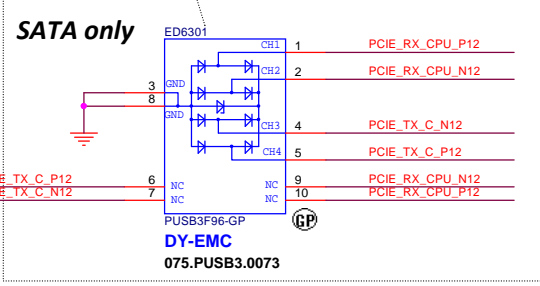 SATA only
ED6301
CH1
1
PCIE_RX_CPU_P12
CH2
2
PCIE_RX_CPU_N12
3
GND
8
GND
CH3
4
PCIE_TX_C_N12
CH4
5
PCIE_TX_C_P12
E_TX_C_P12
6
NC
NC
9
PCIE_RX_CPU_N12
E_TX_C_N12
7
NC
NC
10
PCIE_RX_CPU_P12
PUSB3F96-GP
GP
DY-EMC
075.PUSB3.0073